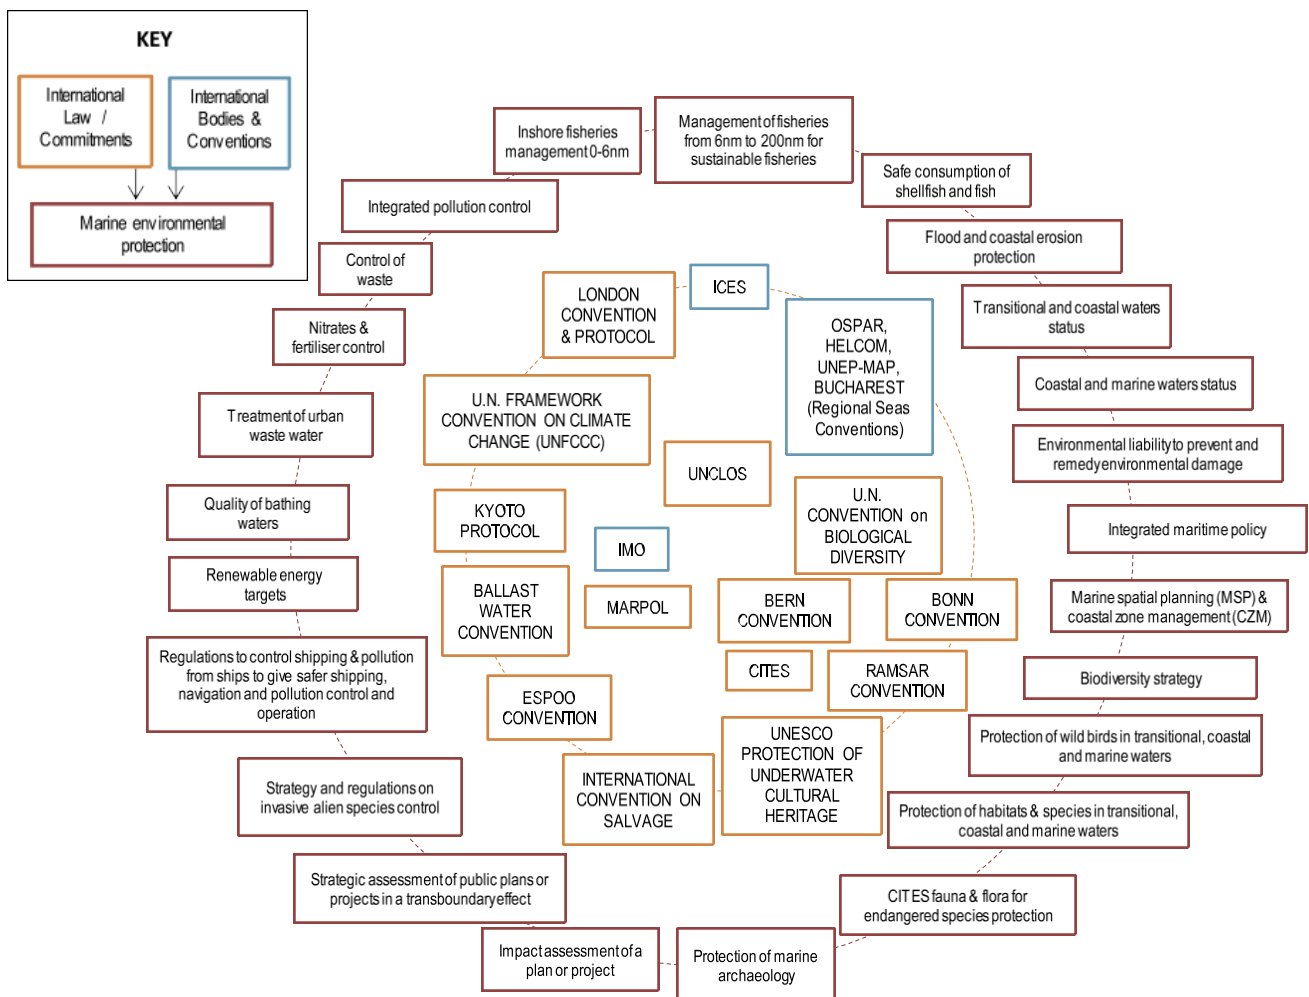 KEY
International
Law /
Commitments
International
Bodies &
Conventions
Marine environmental
protection
Inshore fisheries
management 0-6nm
Management of fisheries
from 6nm to 200nm for
sustainable fisheries
Safe consumption of
shellfish and fish
Flood and coastal erosion
protection
Transitional and coastal waters
status
Coastal and marine waters status
Environmental liability to prevent and
remedy environmental damage
Integrated maritime policy
Marine spatial planning (MSP) &
coastal zone management (CZM)
Biodiversity strategy
Protection of wild birds in transitional, coastal
and marine waters
Protection of habitats & species in transitional,
coastal and marine waters
CITES fauna & flora for
endangered species protection
Protection of marine
archaeology
Impact assessment of a
plan or project
Strategic assessment of public plans or
projects in a transboundary effect
Strategy and regulations on
invasive alien species control
Regulations to control shipping & pollution
from ships to give safer shipping,
navigation and pollution control and
operation
Renewable energy
targets
Quality of bathing
waters
Treatment of urban
waste water
Nitrates &
fertiliser control
Control of
waste
Integrated pollution control
LONDON
CONVENTION
& PROTOCOL
ICES
OSPAR,
HELCOM,
UNEP-MAP,
BUCHAREST
(Regional Seas
Conventions)
U.N. FRAMEWORK
CONVENTION ON CLIMATE
CHANGE (UNFCCC)
UNCLOS
U.N.
CONVENTION on
BIOLOGICAL
DIVERSITY
KYOTO
PROTOCOL
IMO
BALLAST
WATER
CONVENTION
MARPOL
BERN
CONVENTION
BONN
CONVENTION
CITES
RAMSAR
CONVENTION
ESPOO
CONVENTION
INTERNATIONAL
CONVENTION ON
SALVAGE
UNESCO
PROTECTION OF
UNDERWATER
CULTURAL
HERITAGE